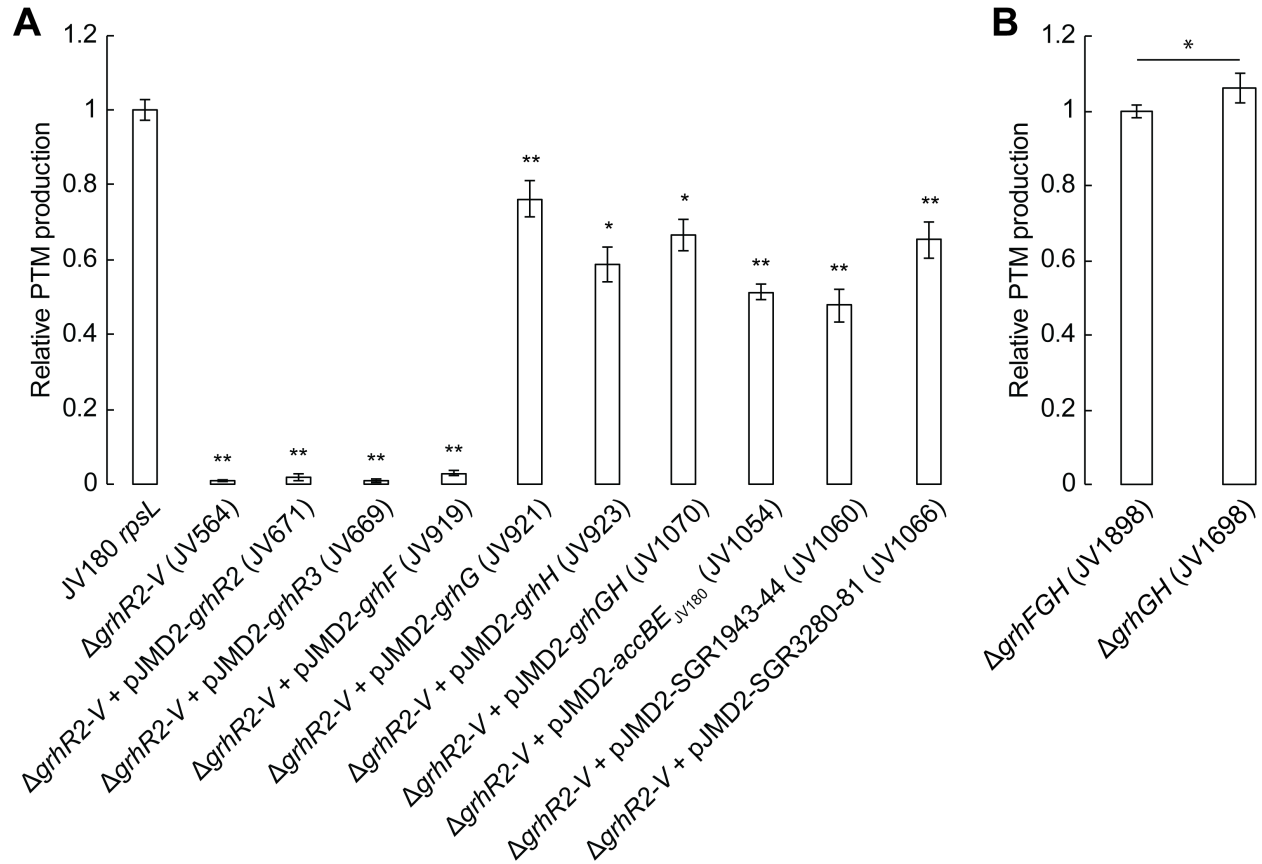 A
1.2
1
0.8
0.6
0.4
0.2
0
Relative PTM production
**
**
**
**
**
*
*
**
**
**
JV180 rpsL
ΔgrhR2-V (JV564)
ΔgrhR2-V + pJMD2-grhR2 (JV671)
ΔgrhR2-V + pJMD2-grhR3 (JV669)
ΔgrhR2-V + pJMD2-grhF (JV919)
ΔgrhR2-V + pJMD2-grhG (JV921)
ΔgrhR2-V + pJMD2-grhH (JV923)
ΔgrhR2-V + pJMD2-grhGH (JV1070)
ΔgrhR2-V + pJMD2-accBE JV180 (JV1054)
ΔgrhR2-V + pJMD2-SGR1943-44 (JV1060)
ΔgrhR2-V + pJMD2-SGR3280-81 (JV1066)
B
1.2
1
0.8
0.6
0.4
0.2
0
Relative PTM production
*
ΔgrhFGH (JV1898)
ΔgrhGH (JV1698)